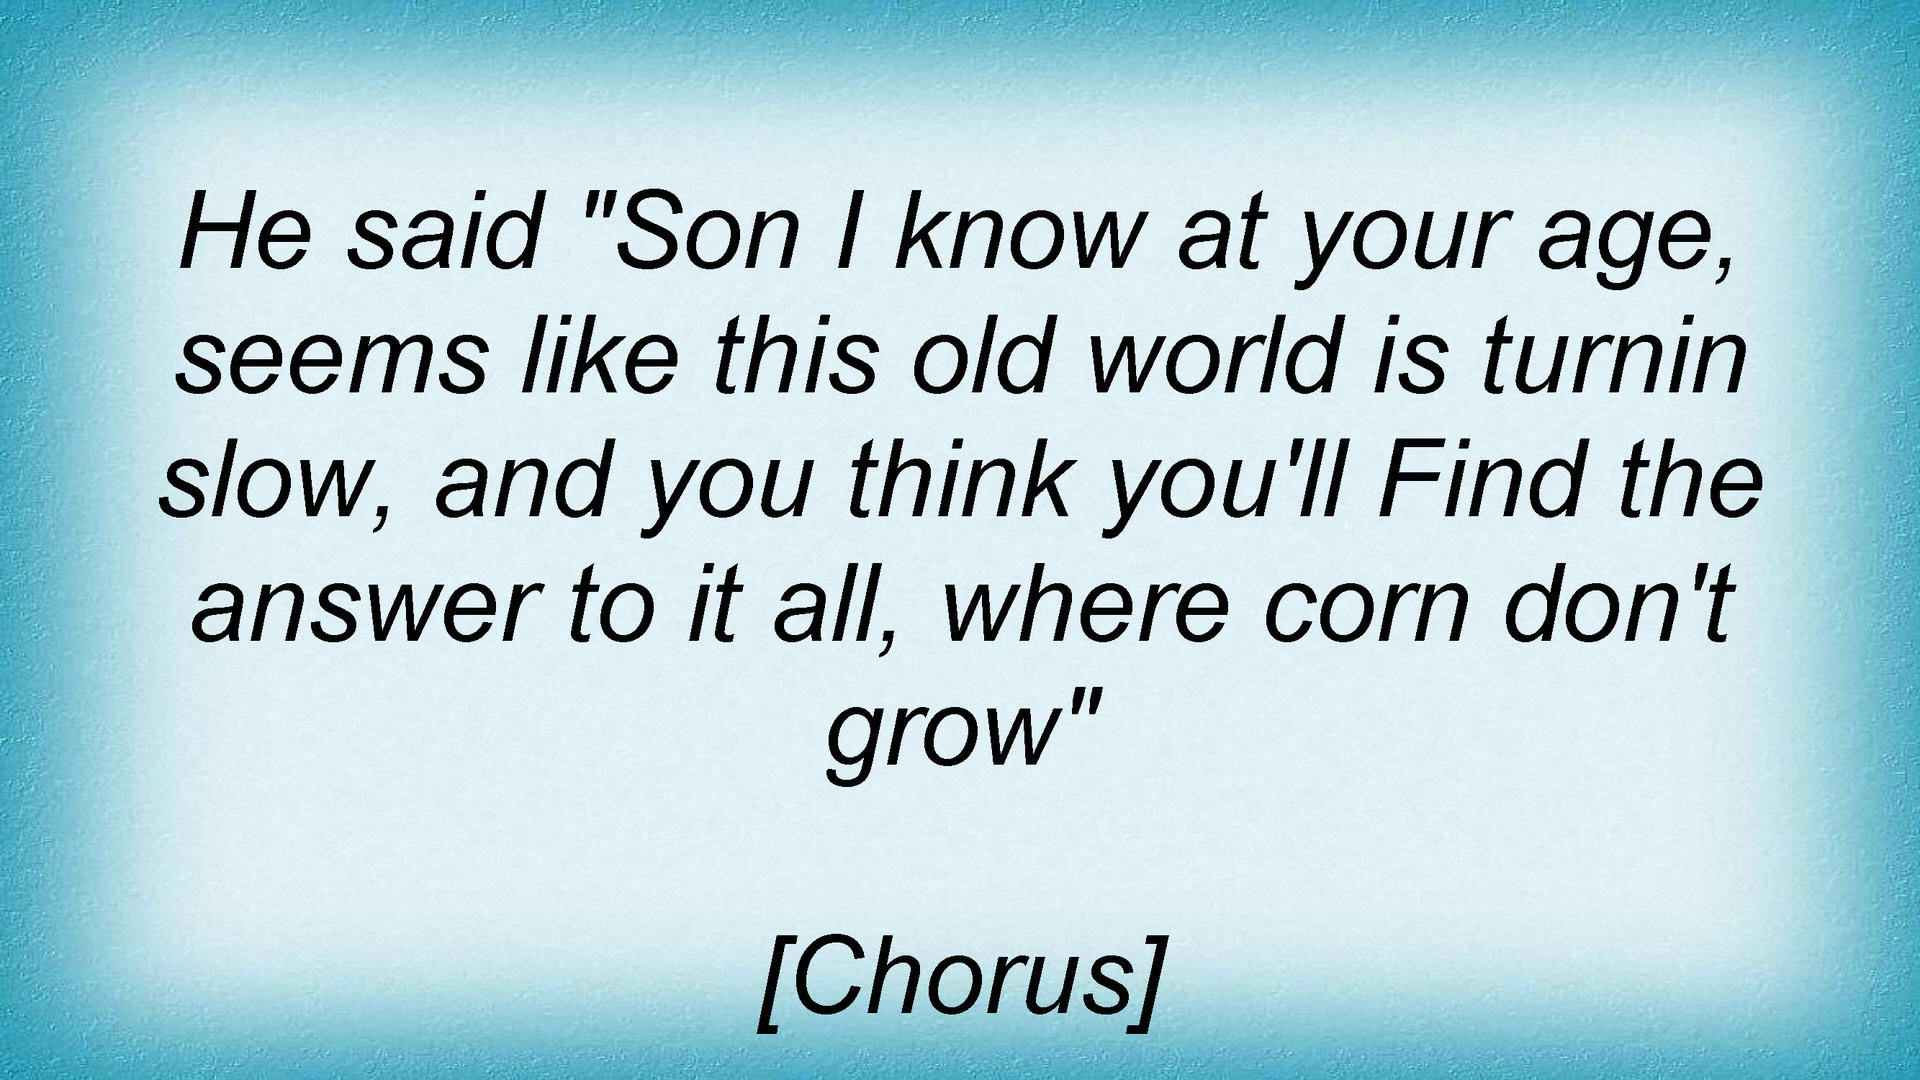 He said "Son I know at your age,
seems like this old world is turnin
slow, and you think you'll Find the
answer to it all, where corn don't
grow"
[Chorus]